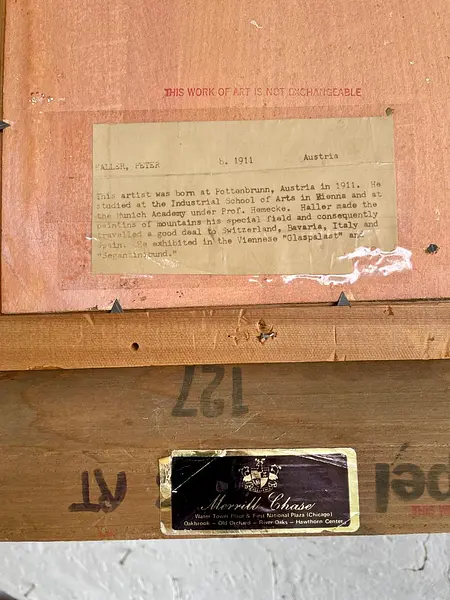 THIS WORK OF ART IS NOT EXCHANGEABLE
HALLER, PETER b. 1911 Austria
This artist was born at Pottenbrunn, Austria in 1911. He
studied at the Industrial School of Arts in Vienna and at
the Munich Academy under Prof. Hemecke. Haller made the
painting of mountains his special field and consequently
travelled a good deal to Switzerland, Bavaria, Italy and
Spain. He exhibited in the Viennese "Glaspalast" and
"Segantinibund."
127
Merrill Chase
Water Tower Place & First National Plaza (Chicago)
Oakbrook – Old Orchard – River Oaks – Hawthorn Center